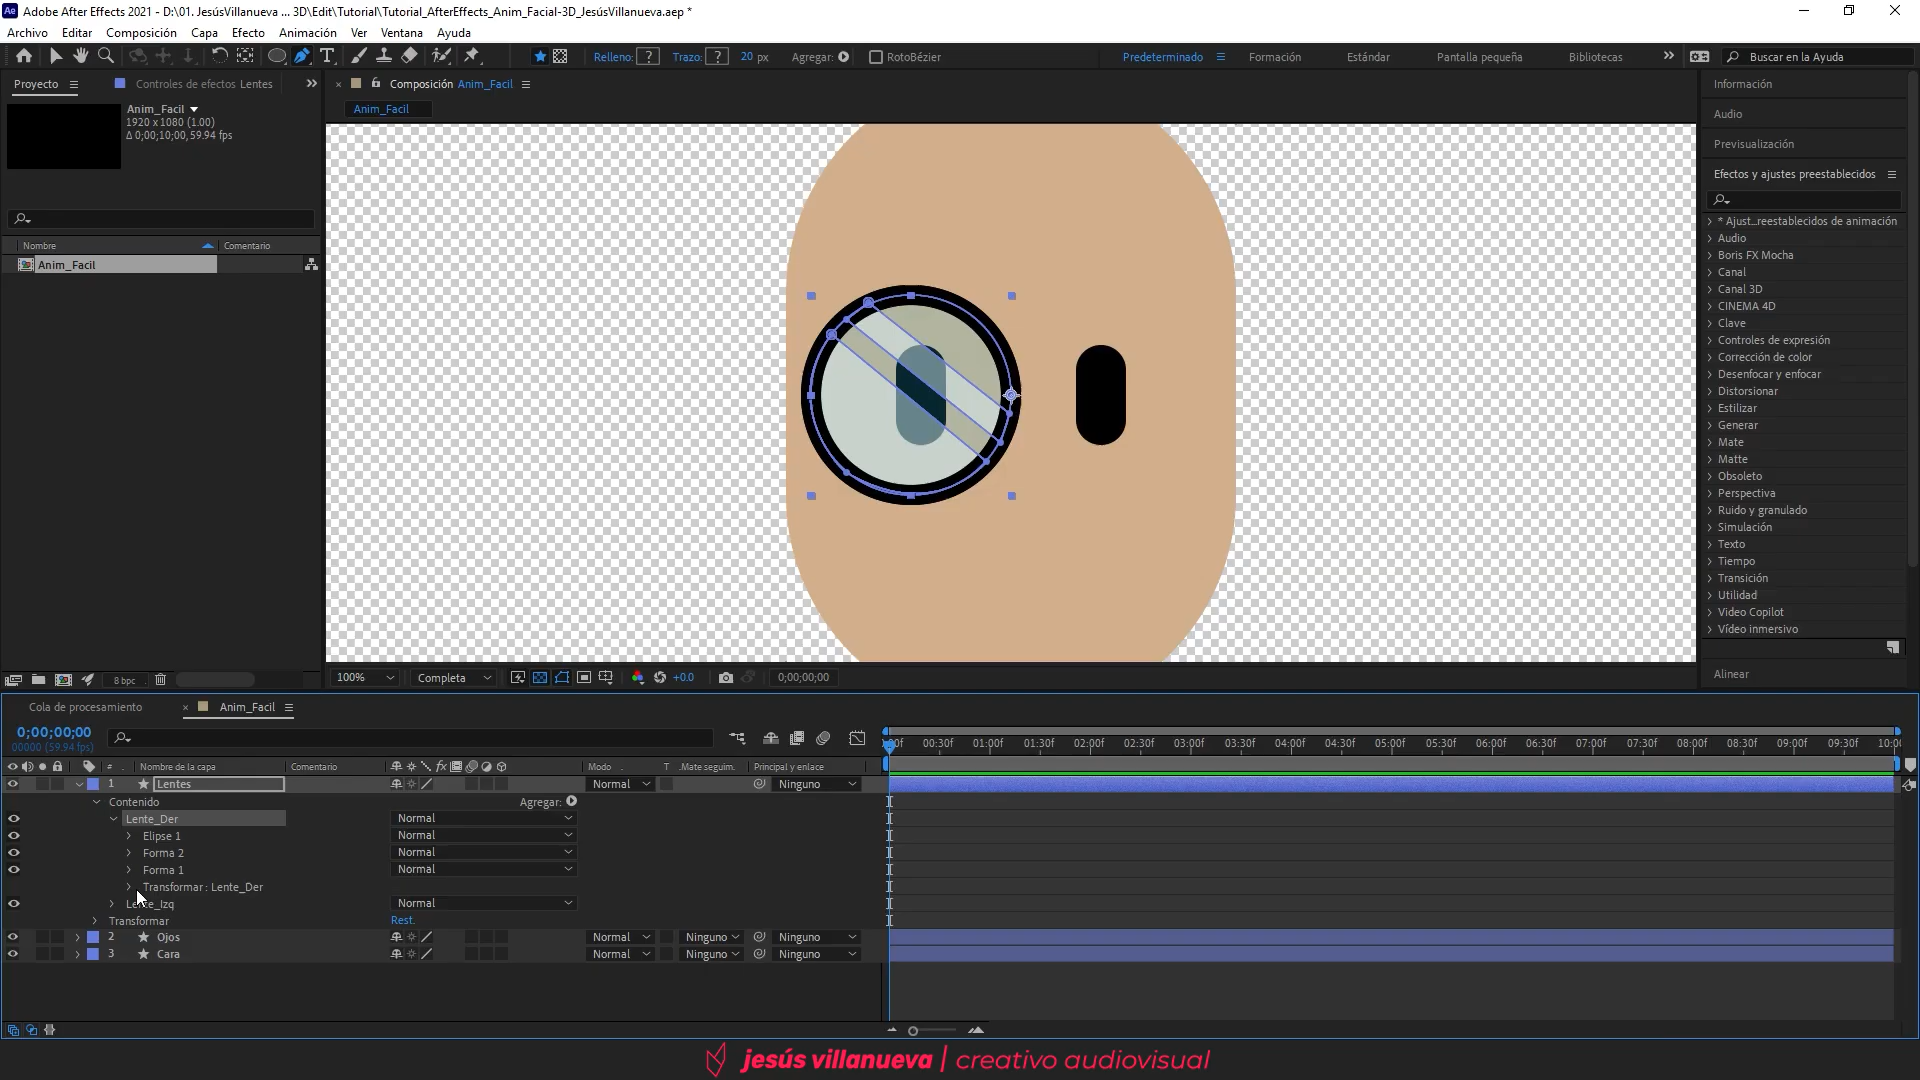 Adobe After Effects 2021 - D:\01. JesúsVillanueva ... 3D\Edit\Tutorial\Tutorial_AfterEffects_Anim_Facial-3D_JesúsVillanueva.aep *
Archivo Editar Composición Capa Efecto Animación Ver Ventana Ayuda
Relleno: ? Trazo: ? 20 px Agregar: RotoBézier Predeterminado Formación Estándar Pantalla pequeña Bibliotecas Buscar en la Ayuda
Proyecto Controles de efectos Lentes
Composición Anim_Facil
Anim_Facil
Anim_Facil
1920 x 1080 (1.00)
Δ 0;00;10;00, 59.94 fps
Nombre Comentario
Anim_Facil
8 bpc
100% Completa +0.0 0;00;00;00
Información
Audio
Previsualización
Efectos y ajustes preestablecidos
* Ajust...reestablecidos de animación
Audio
Boris FX Mocha
Canal
Canal 3D
CINEMA 4D
Clave
Controles de expresión
Corrección de color
Desenfocar y enfocar
Distorsionar
Estilizar
Generar
Mate
Matte
Obsoleto
Perspectiva
Ruido y granulado
Simulación
Texto
Tiempo
Transición
Utilidad
Video Copilot
Vídeo inmersivo
Alinear
Cola de procesamiento Anim_Facil
0;00;00;00
00000 (59.94 fps)
00:30f 01:00f 01:30f 02:00f 02:30f 03:00f 03:30f 04:00f 04:30f 05:00f 05:30f 06:00f 06:30f 07:00f 07:30f 08:00f 08:30f 09:00f 09:30f 10:0
# Nombre de la capa Comentario Modo T .Mate seguim. Principal y enlace
1 Lentes Normal Ninguno
Contenido Agregar:
Lente_Der Normal
Elipse 1 Normal
Forma 2 Normal
Forma 1 Normal
Transformar : Lente_Der
Lente_Izq Normal
Transformar Rest.
2 Ojos Normal Ninguno Ninguno
3 Cara Normal Ninguno Ninguno
jesús villanueva | creativo audiovisual